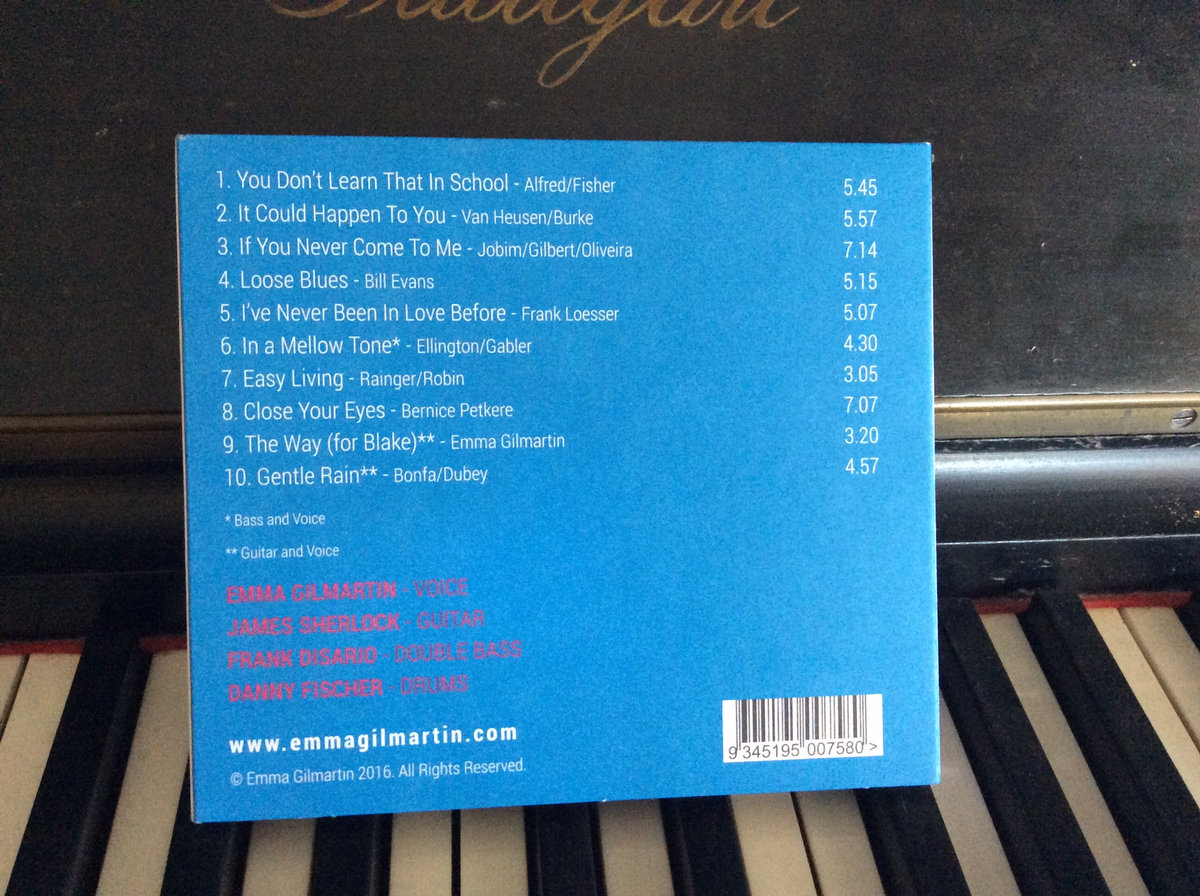 1. You Don't Learn That In School - Alfred/Fisher 5.45
2. It Could Happen To You - Van Heusen/Burke 5.57
3. If You Never Come To Me - Jobim/Gilbert/Oliveira 7.14
4. Loose Blues - Bill Evans 5.15
5. I've Never Been In Love Before - Frank Loesser 5.07
6. In a Mellow Tone* - Ellington/Gabler 4.30
7. Easy Living - Rainger/Robin 3.05
8. Close Your Eyes - Bernice Petkere 7.07
9. The Way (for Blake)** - Emma Gilmartin 3.20
10. Gentle Rain** - Bonfa/Dubey 4.57
* Bass and Voice
** Guitar and Voice
EMMA GILMARTIN - VOICE
JAMES SHERLOCK - GUITAR
FRANK DISARIO - DOUBLE BASS
DANNY FISCHER - DRUMS
www.emmagilmartin.com
© Emma Gilmartin 2016. All Rights Reserved.
9 345195 007580 >